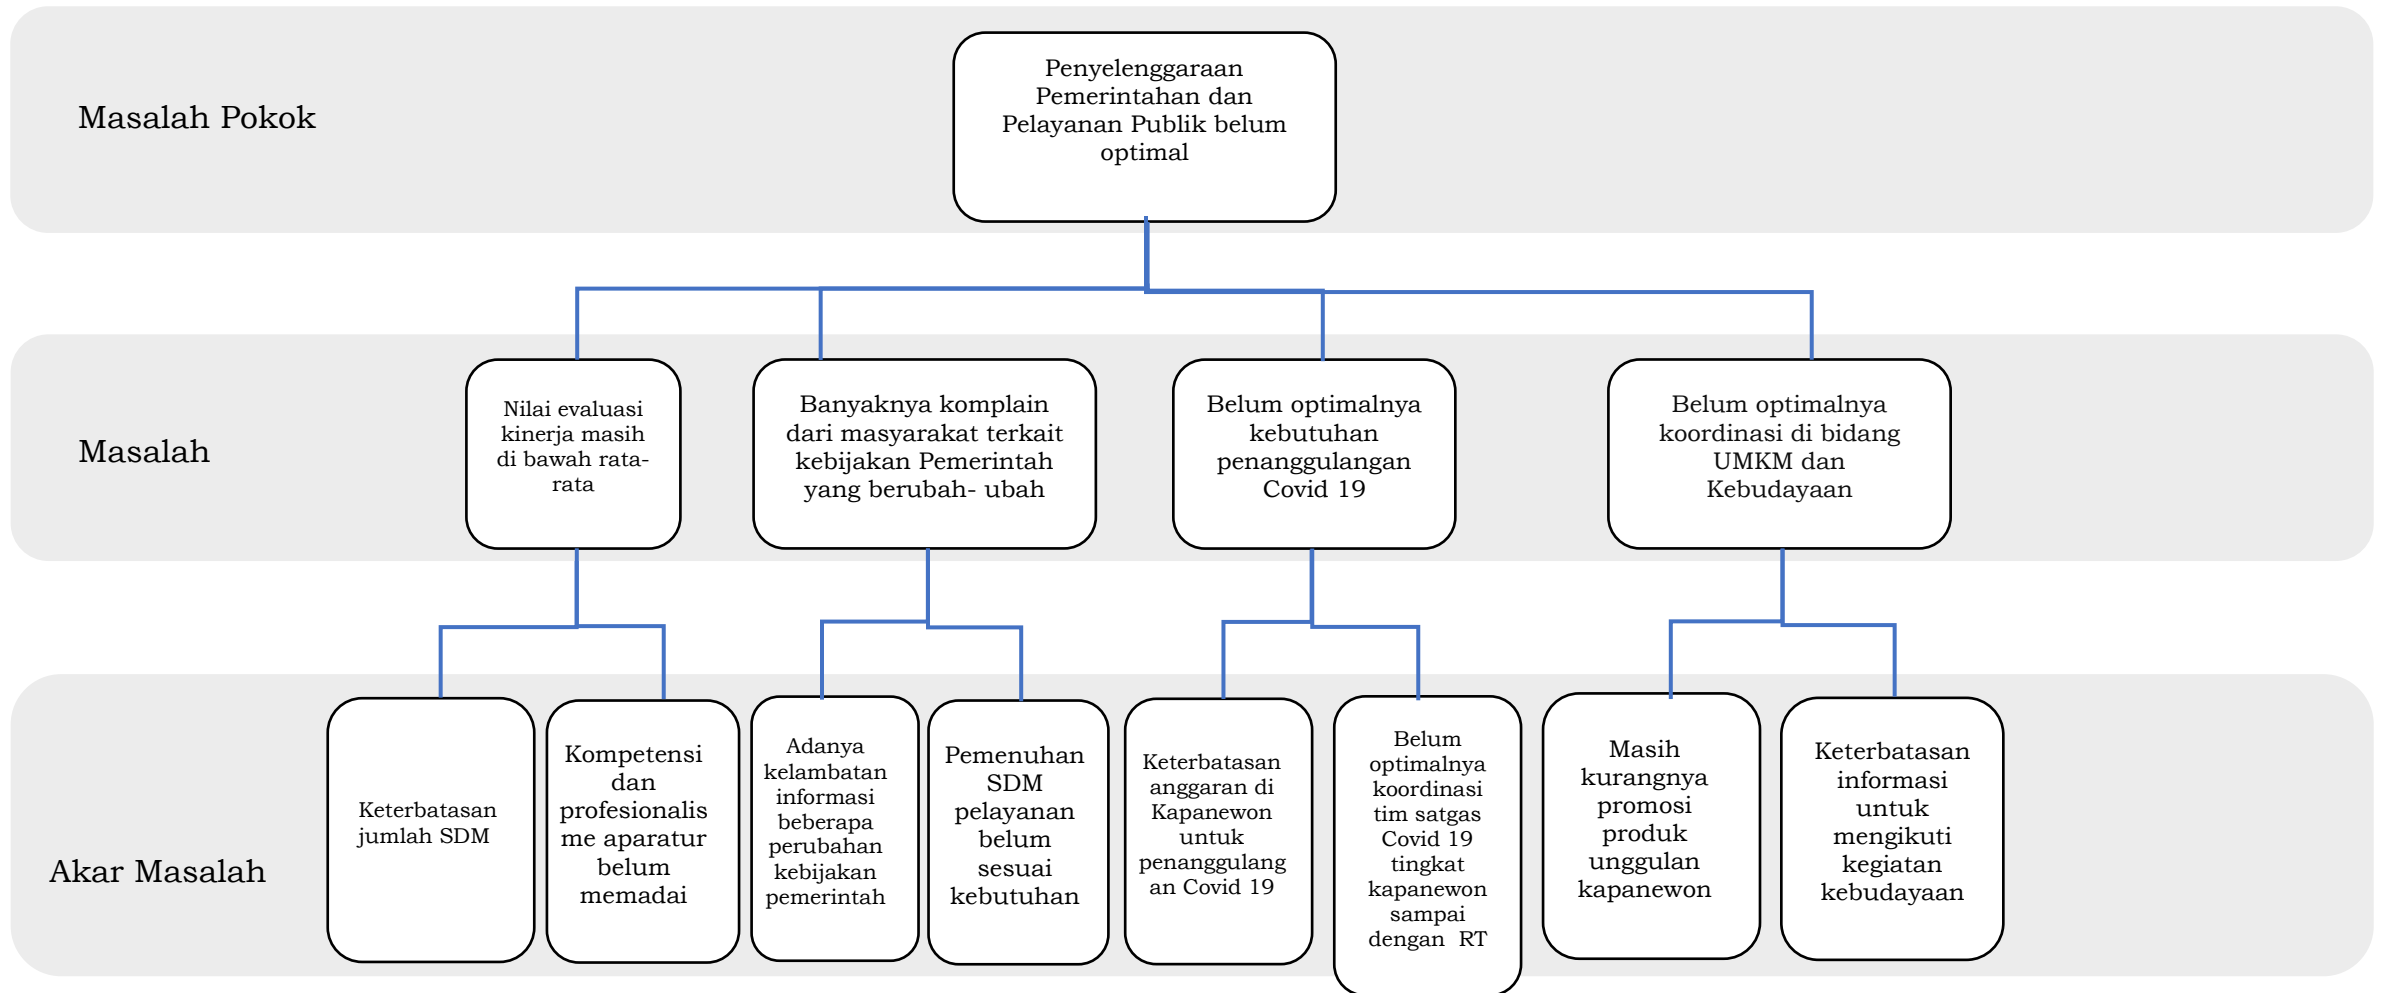 Masalah Pokok
Penyelenggaraan
Pemerintahan dan
Pelayanan Publik belum
optimal
Masalah
Nilai evaluasi
kinerja masih
di bawah rata-
rata
Banyaknya komplain
dari masyarakat terkait
kebijakan Pemerintah
yang berubah- ubah
Belum optimalnya
kebutuhan
penanggulangan
Covid 19
Belum optimalnya
koordinasi di bidang
UMKM dan
Kebudayaan
Akar Masalah
Keterbatasan
jumlah SDM
Kompetensi
dan
profesionalis
me aparatur
belum
memadai
Adanya
kelambatan
informasi
beberapa
perubahan
kebijakan
pemerintah
Pemenuhan
SDM
pelayanan
belum
sesuai
kebutuhan
Keterbatasan
anggaran di
Kapanewon
untuk
penanggulang
an Covid 19
Belum
optimalnya
koordinasi
tim satgas
Covid 19
tingkat
kapanewon
sampai
dengan  RT
Masih
kurangnya
promosi
produk
unggulan
kapanewon
Keterbatasan
informasi
untuk
mengikuti
kegiatan
kebudayaan